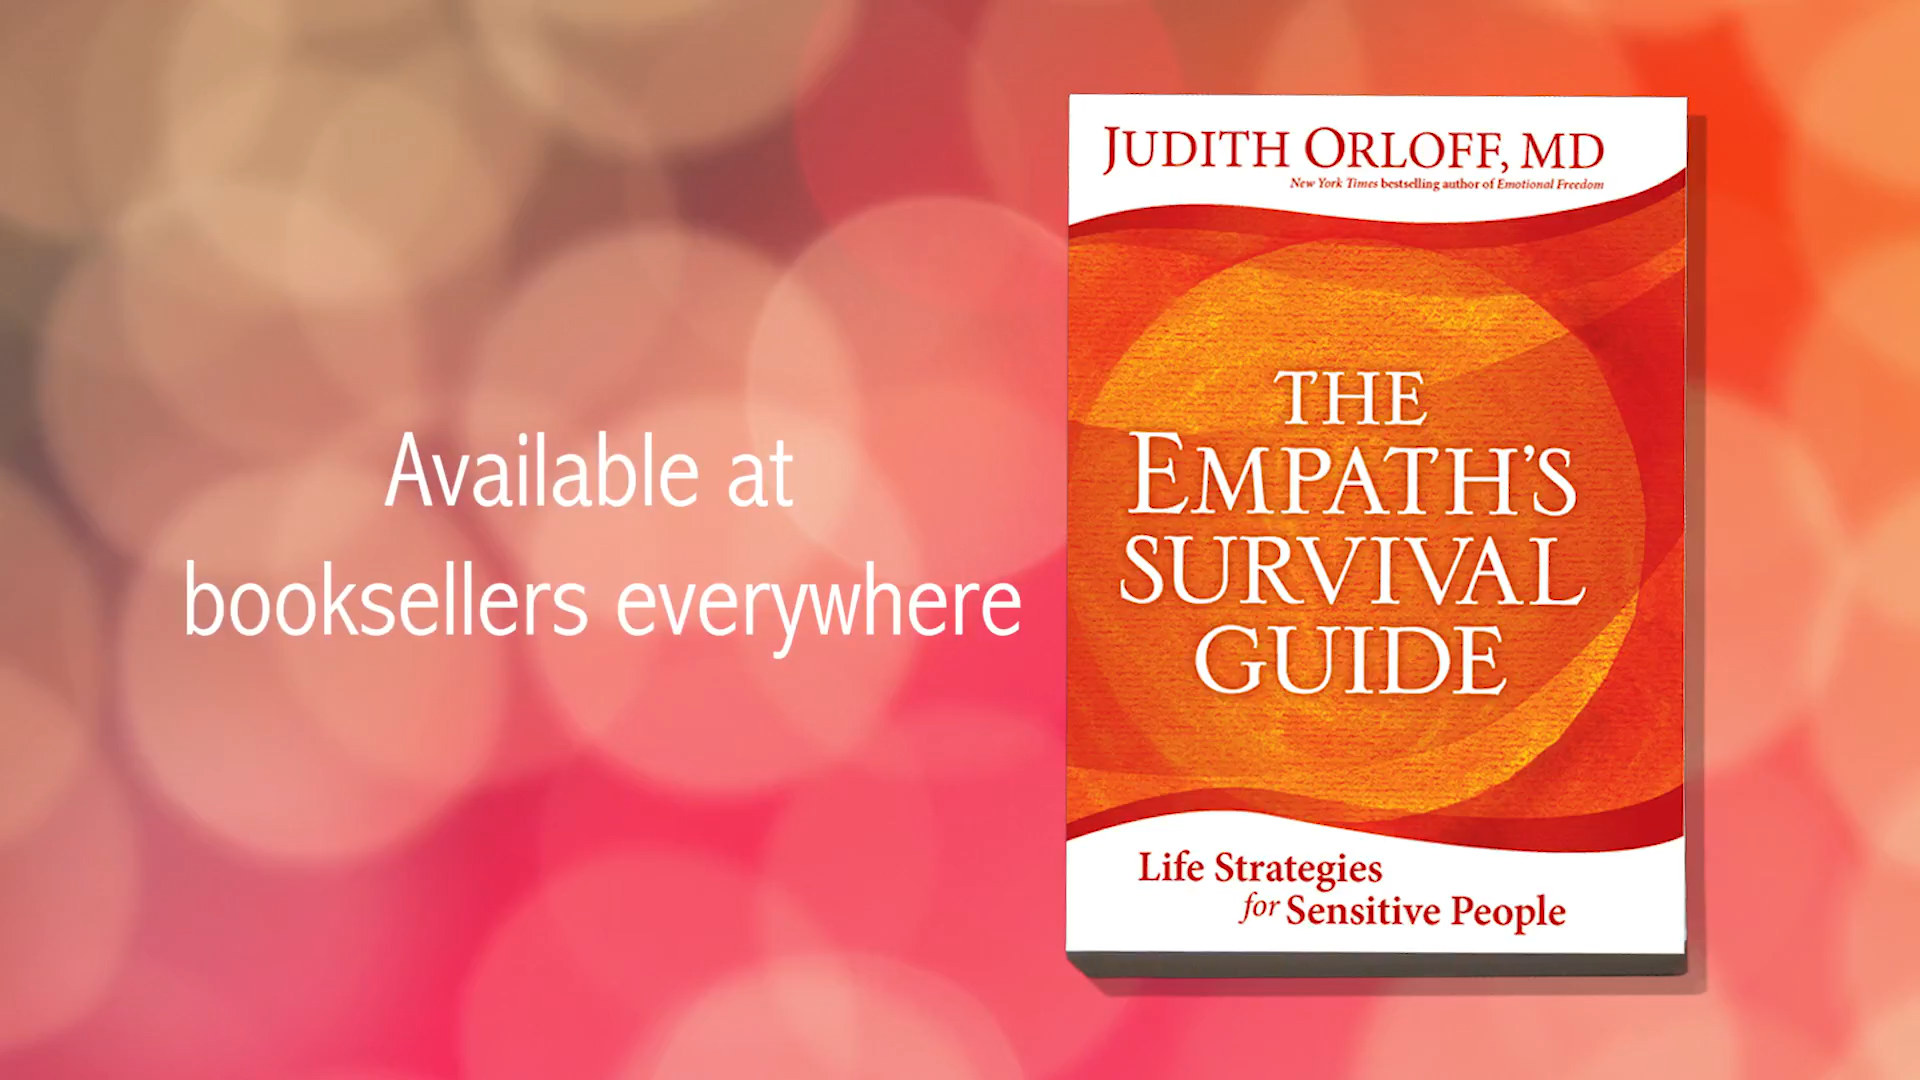 Available at
booksellers everywhere
JUDITH ORLOFF, MD
New York Times bestselling author of Emotional Freedom
THE
EMPATH'S
SURVIVAL
GUIDE
Life Strategies
for Sensitive People